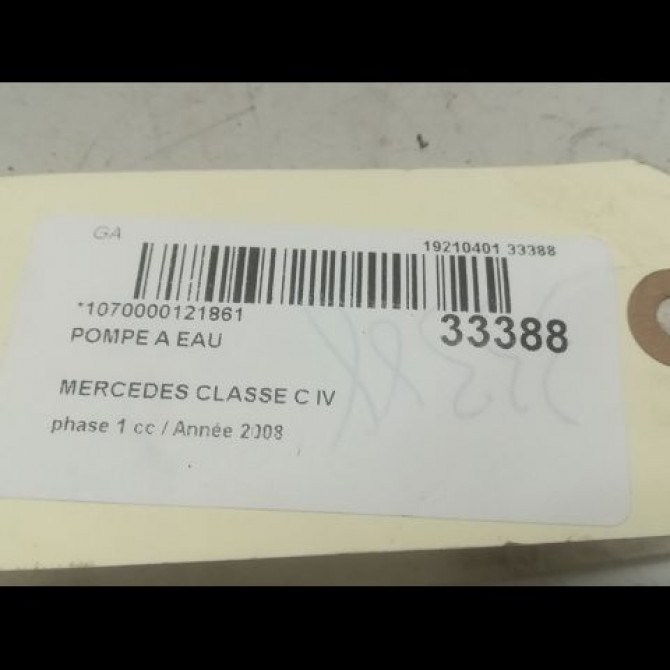 GA
19210401 33388
*1070000121861
33388
POMPE A EAU
MERCEDES CLASSE C IV
phase 1 cc / Année 2008